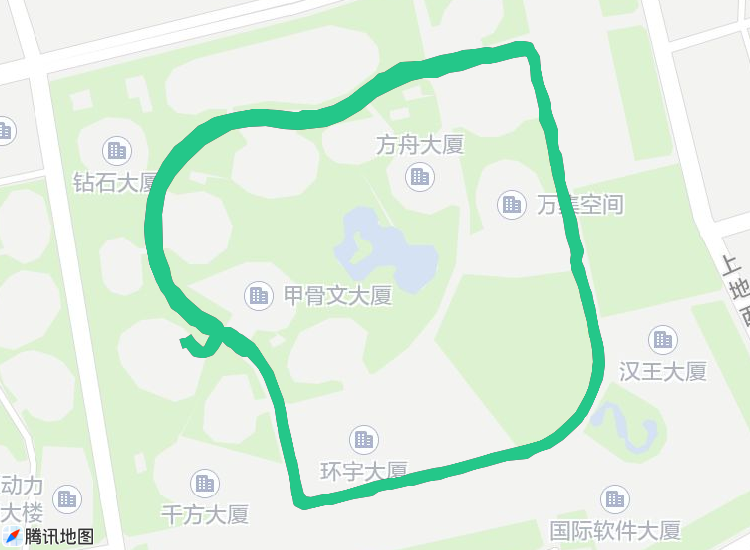 方舟大厦
钻石大厦
万集空间
上地西
甲骨文大厦
汉王大厦
环宇大厦
动力
大楼
千方大厦
国际软件大厦
腾讯地图